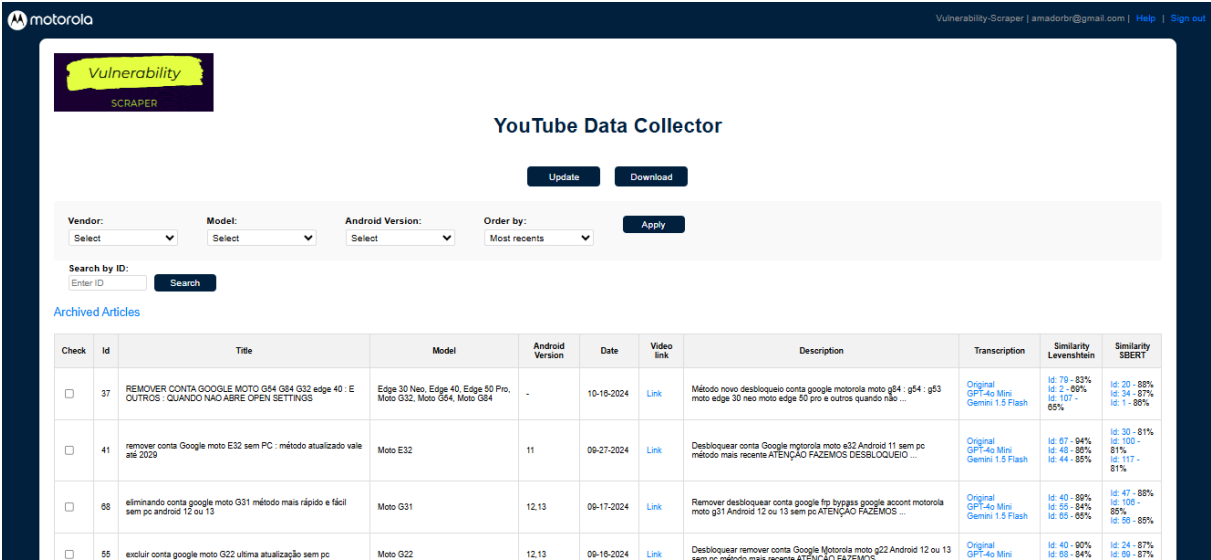 motorola
Vulnerability-Scraper | amadorbr@gmail.com | Help | Sign out
Vulnerability
SCRAPER
YouTube Data Collector
Update Download
Vendor: Model: Android Version: Order by:
Select Select Select Most recents Apply
Search by ID:
Enter ID Search
Archived Articles
Check Id Title Model Android Version Date Video link Description Transcription Similarity Levenshtein Similarity SBERT
37
REMOVER CONTA GOOGLE MOTO G54 G84 G32 edge 40 : E
OUTROS : QUANDO NAO ABRE OPEN SETTINGS
Edge 30 Neo, Edge 40, Edge 50 Pro,
Moto G32, Moto G54, Moto G84
-
10-16-2024
Link
Método novo desbloqueio conta google motorola moto g84 : g54 : g53
moto edge 30 neo moto edge 50 pro e outros quando não ...
Original
GPT-4o Mini
Gemini 1.5 Flash
Id: 79 - 83%
Id: 2 - 69%
Id: 107 -
65%
Id: 20 - 88%
Id: 34 - 87%
Id: 1 - 86%
41
remover conta Google moto E32 sem PC : método atualizado vale
até 2029
Moto E32
11
09-27-2024
Link
Desbloquear conta Google motorola moto e32 Android 11 sem pc
método mais recente ATENÇÃO FAZEMOS DESBLOQUEIO ...
Original
GPT-4o Mini
Gemini 1.5 Flash
Id: 67 - 94%
Id: 48 - 86%
Id: 44 - 85%
Id: 30 - 81%
Id: 100 -
81%
Id: 117 -
81%
68
eliminando conta google moto G31 método mais rápido e fácil
sem pc android 12 ou 13
Moto G31
12,13
09-17-2024
Link
Remover desbloquear conta google frp bypass google accont motorola
moto g31 Android 12 ou 13 sem pc ATENÇÃO FAZEMOS ...
Original
GPT-4o Mini
Gemini 1.5 Flash
Id: 40 - 89%
Id: 55 - 84%
Id: 65 - 65%
Id: 47 - 88%
Id: 106 -
85%
Id: 56 - 85%
55
excluir conta google moto G22 ultima atualização sem pc
Moto G22
12,13
09-16-2024
Link
Desbloquear remover conta Google Motorola moto g22 Android 12 ou 13
sem pc método mais recente ATENÇÃO FAZEMOS
Original
GPT-4o Mini
Id: 40 - 90%
Id: 68 - 84%
Id: 24 - 87%
Id: 69 - 87%